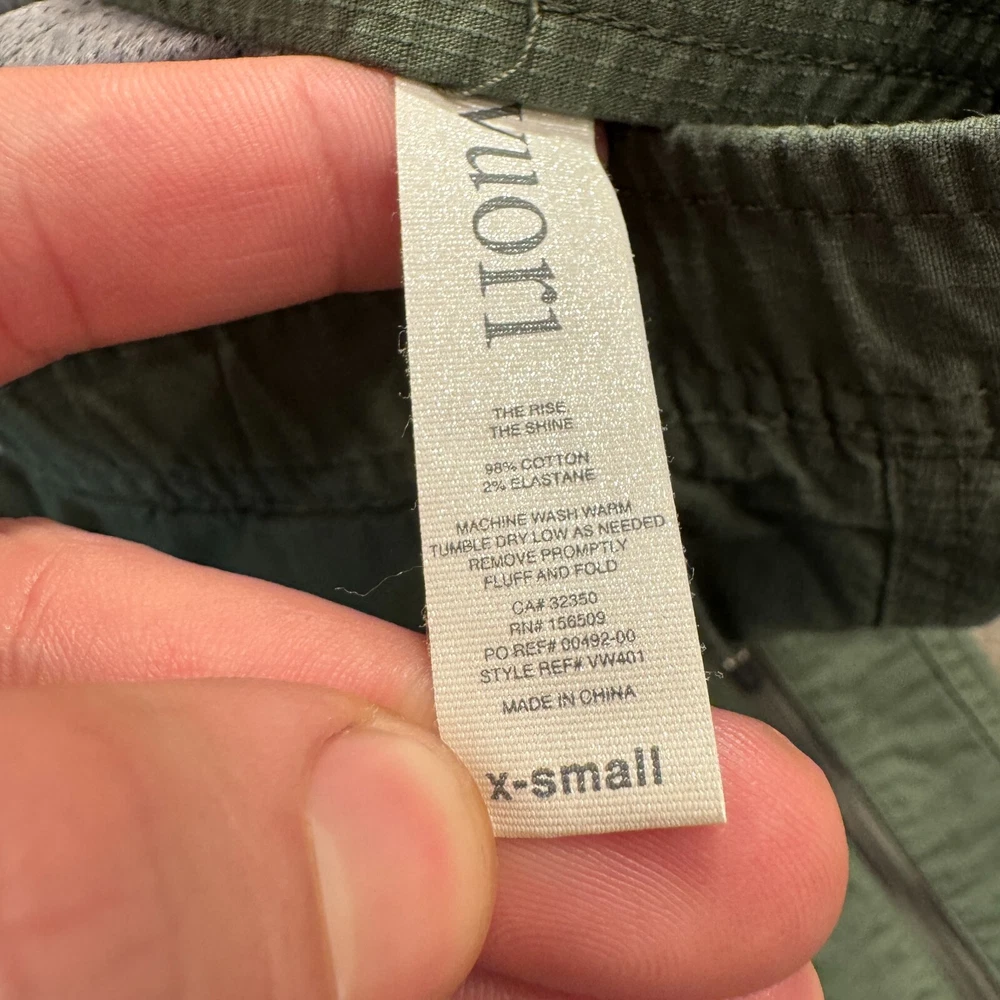 vuori
THE RISE.
THE SHINE
98% COTTON
2% ELASTANE
MACHINE WASH WARM
TUMBLE DRY LOW AS NEEDED
REMOVE PROMPTLY
FLUFF AND FOLD
CA# 32350
RN# 156509
PO REF# 00492-00
STYLE REF# VW401
MADE IN CHINA
x-small